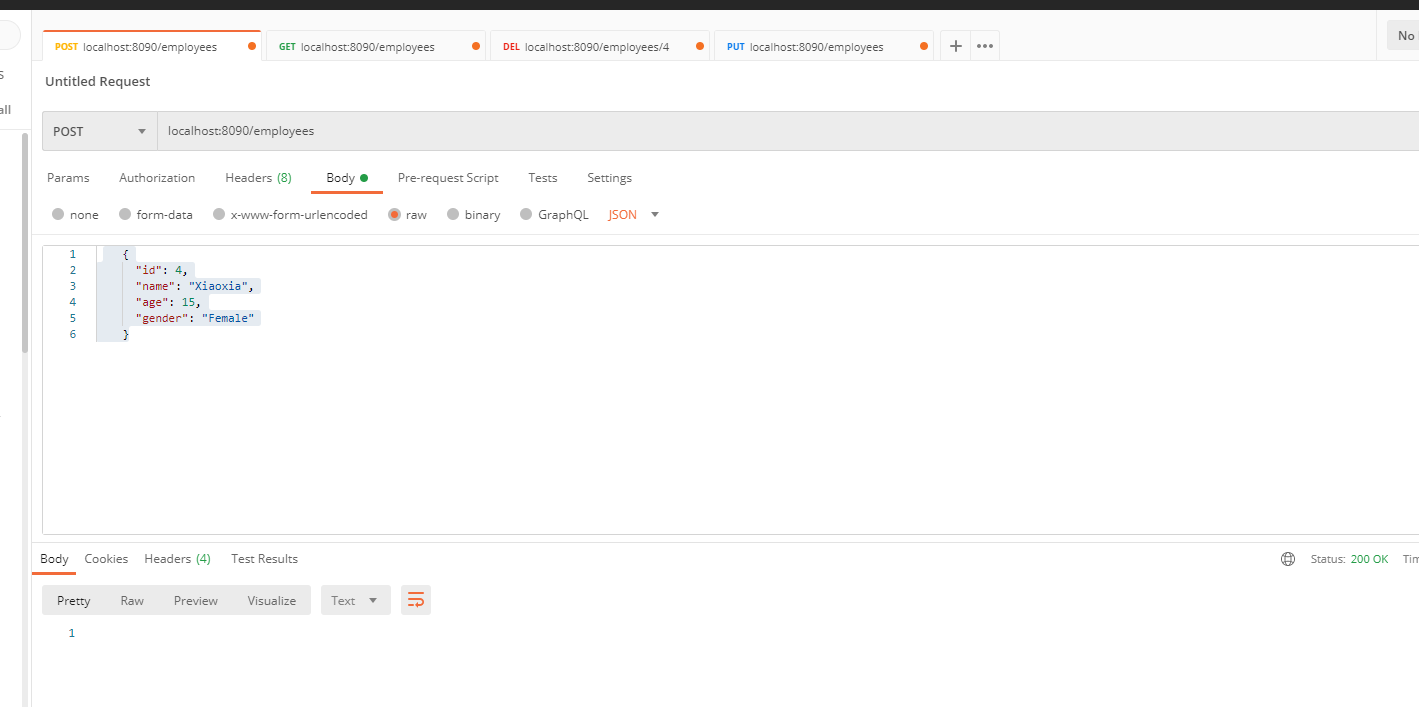 POST localhost:8090/employees GET localhost:8090/employees DEL localhost:8090/employees/4 PUT localhost:8090/employees + ••• No
Untitled Request
all
POST localhost:8090/employees
Params Authorization Headers (8) Body Pre-request Script Tests Settings
none form-data x-www-form-urlencoded raw binary GraphQL JSON
1 {
2 "id": 4,
3 "name": "Xiaoxia",
4 "age": 15,
5 "gender": "Female"
6 }
Body Cookies Headers (4) Test Results Status: 200 OK
Pretty Raw Preview Visualize Text
1